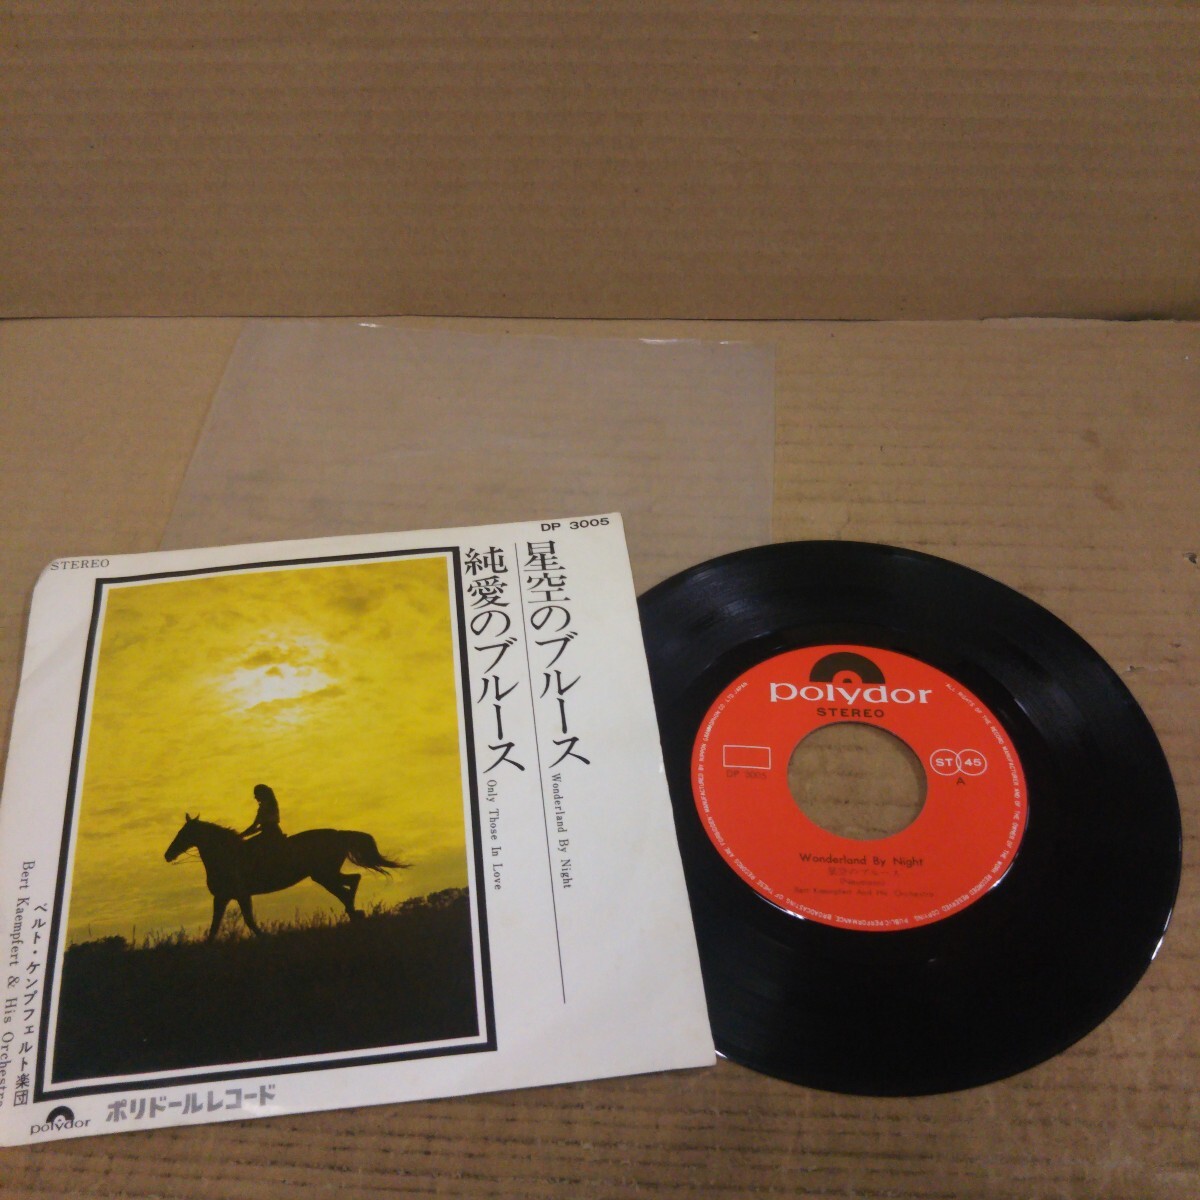 STEREO
DP 3005
星空のブルース
Wonderland By Night
純愛のブルース
Only Those In Love
ベルト・ケンプフェルト楽団
Bert Kaempfert & His Orchestra
polydor
ポリドールレコード
polydor
STEREO
DP 3005
ST 45
A
Wonderland By Night
星空のブルース
Bert Kaempfert And His Orchestra